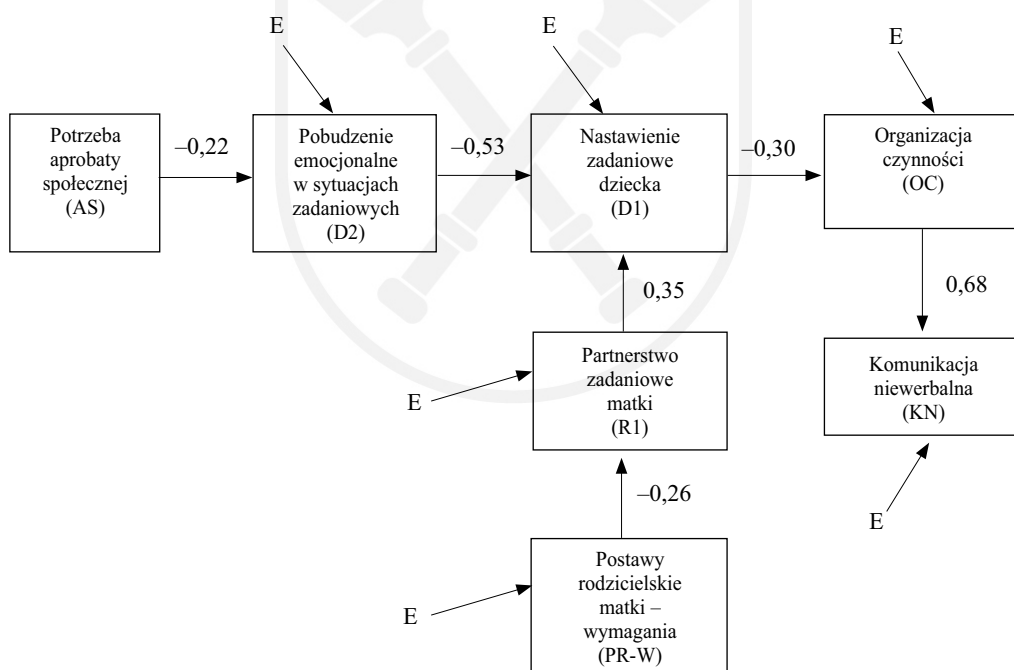 E
E
E
Potrzeba
aprobaty
społecznej
(AS)
–0,22
Pobudzenie
emocjonalne
w sytuacjach
zadaniowych
(D2)
–0,53
Nastawienie
zadaniowe
dziecka
(D1)
–0,30
Organizacja
czynności
(OC)
0,35
0,68
Partnerstwo
zadaniowe
matki
(R1)
E
Komunikacja
niewerbalna
(KN)
–0,26
E
Postawy
rodzicielskie
matki –
wymagania
(PR-W)
E